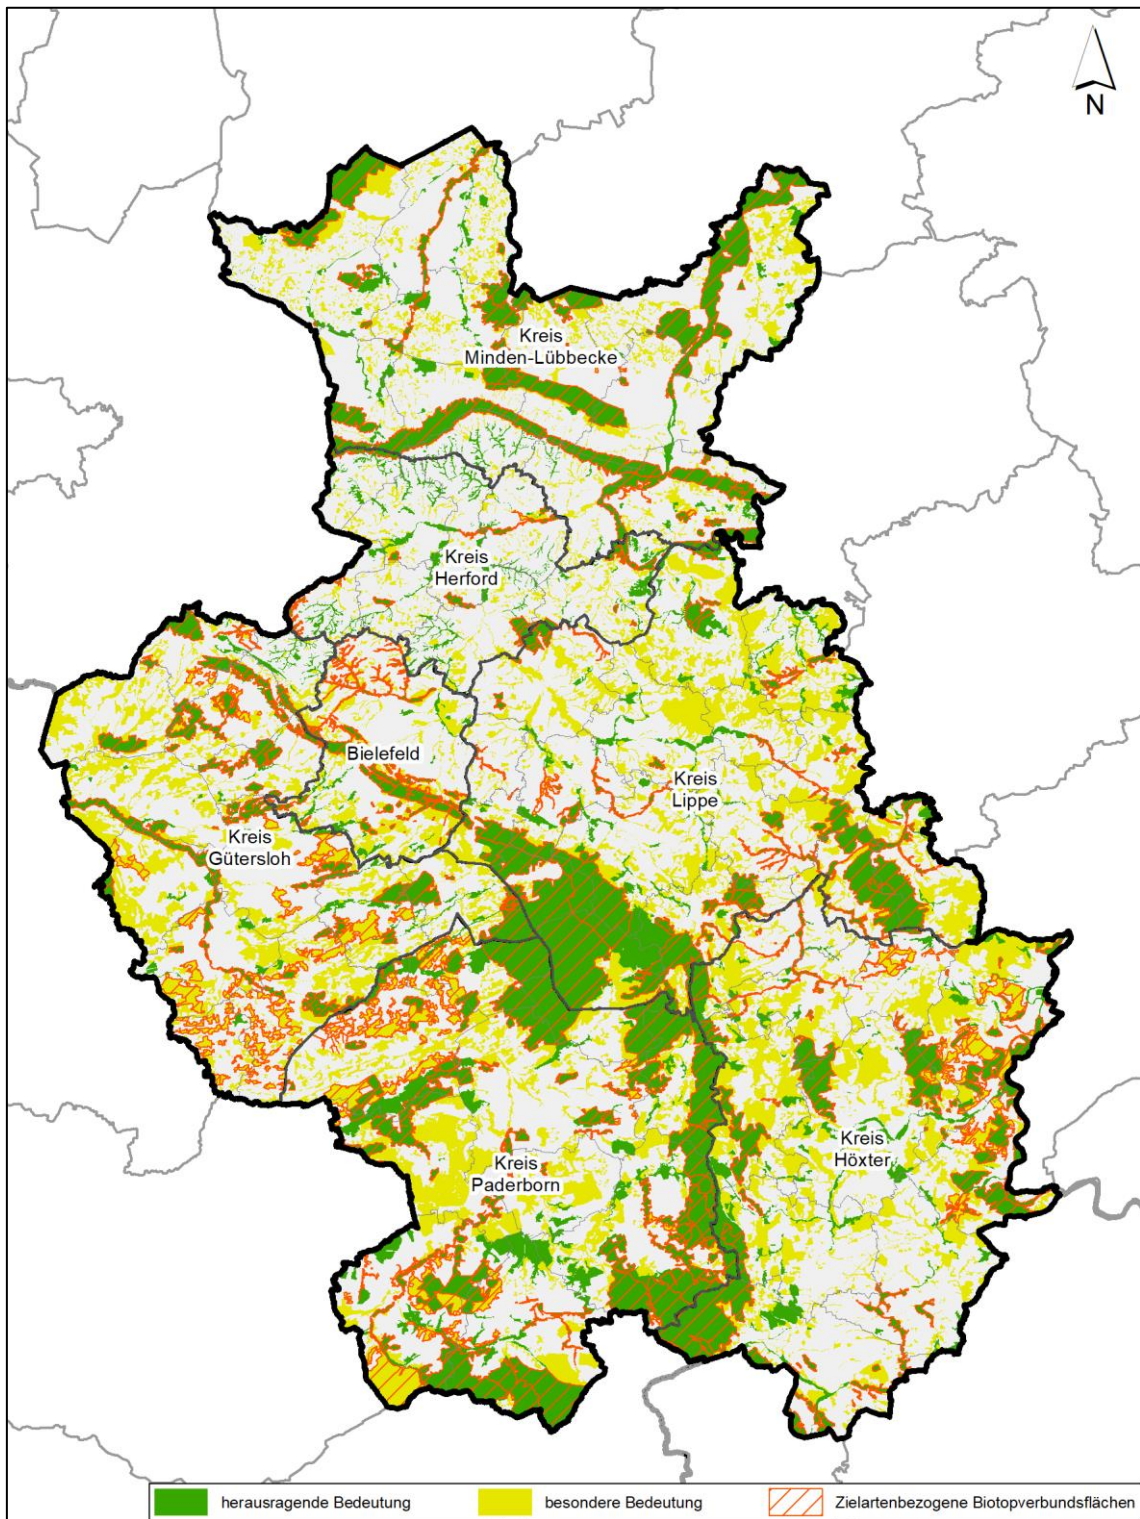 N
Kreis
Minden-Lübbecke
Kreis
Herford
Bielefeld
Kreis
Lippe
Kreis
Gütersloh
Kreis
Höxter
Kreis
Paderborn
herausragende Bedeutung
besondere Bedeutung
Zielartenbezogene Biotopverbundsflächen